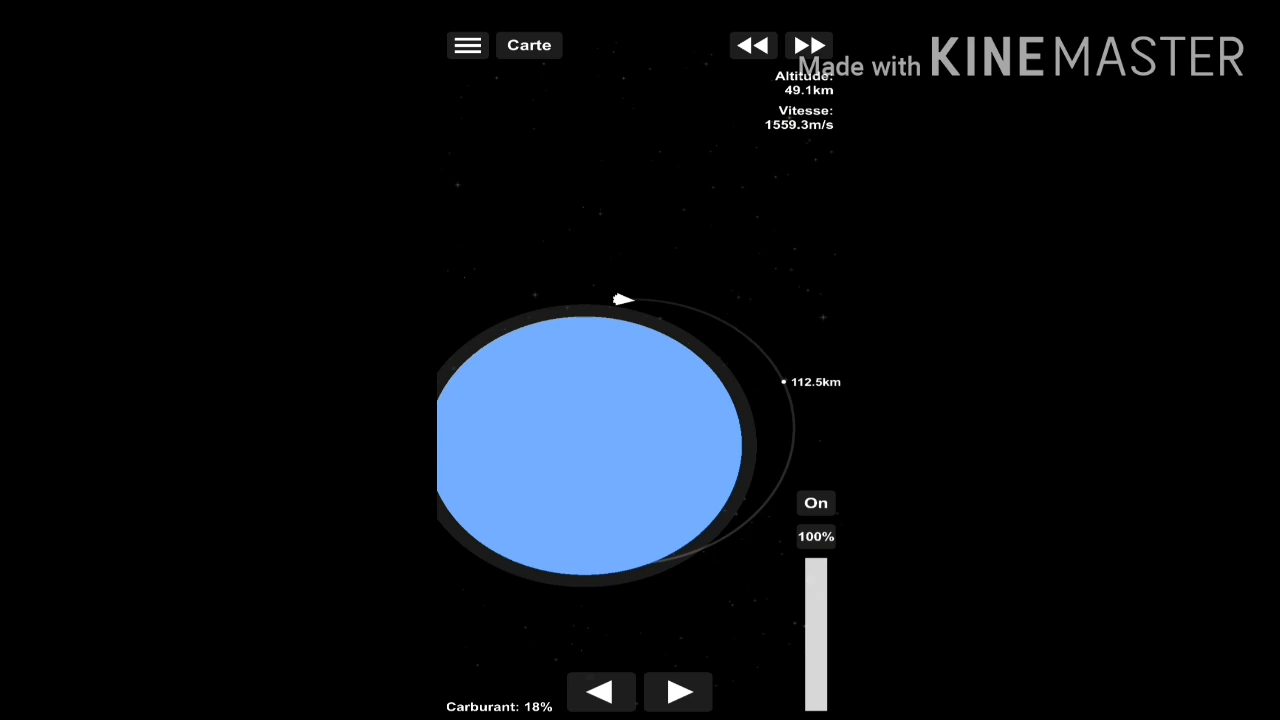 Carte
Made with KINEMASTER
Altitude:
49.1km
Vitesse:
1559.3m/s
112.5km
On
100%
Carburant: 18%